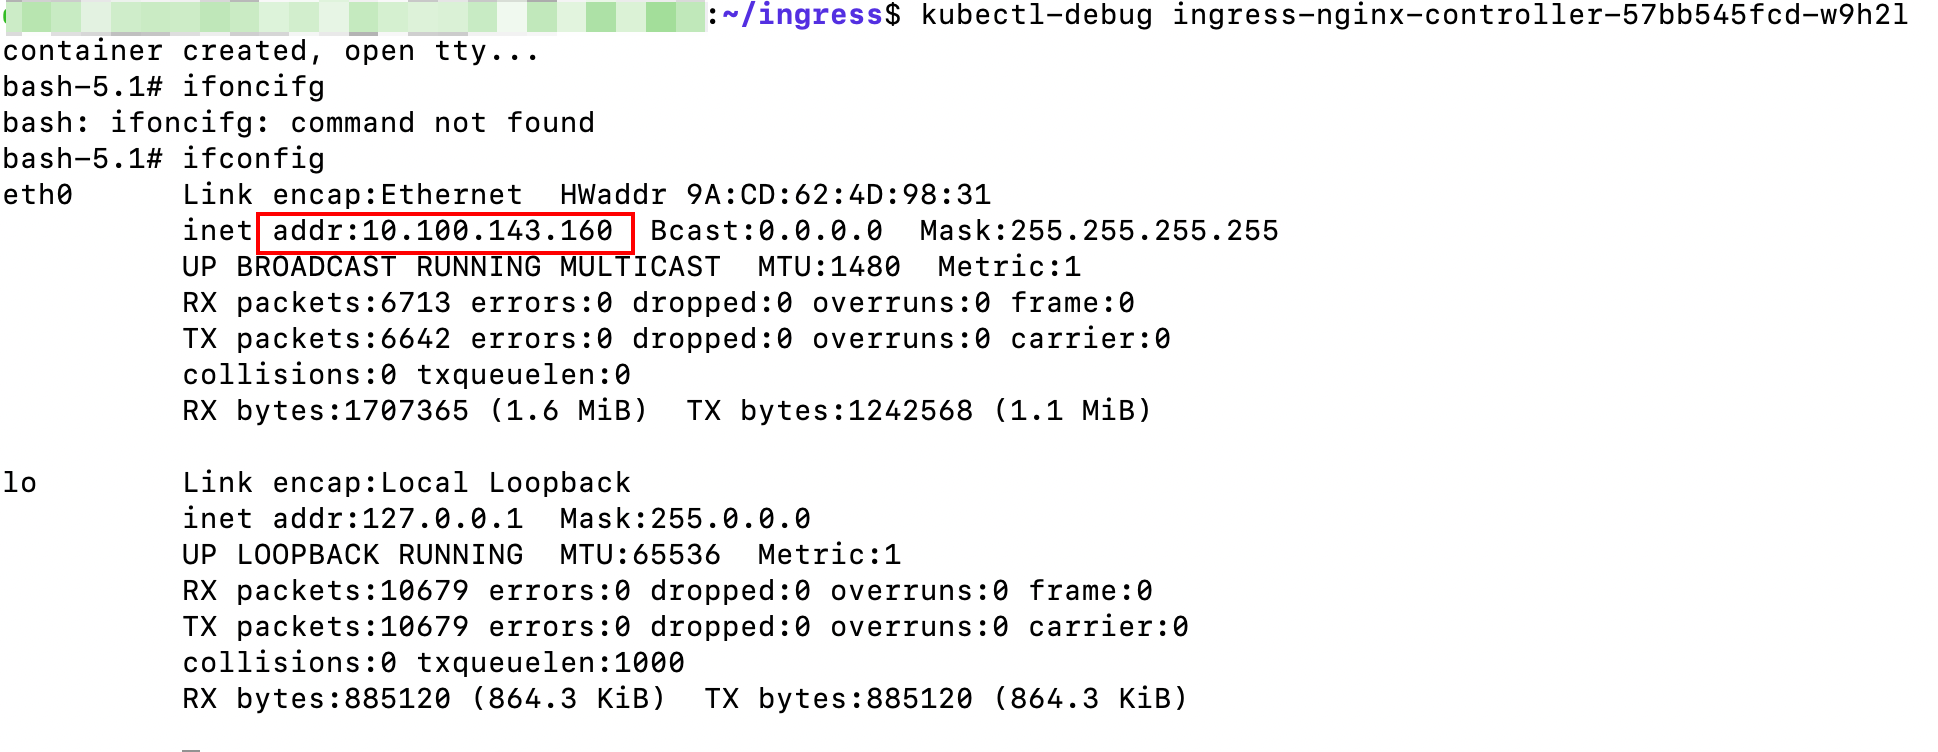 :~/ingress$ kubectl-debug ingress-nginx-controller-57bb545fcd-w9h2l
container created, open tty...
bash-5.1# ifoncifg
bash: ifoncifg: command not found
bash-5.1# ifconfig
eth0      Link encap:Ethernet  HWaddr 9A:CD:62:4D:98:31
          inet addr:10.100.143.160  Bcast:0.0.0.0  Mask:255.255.255.255
          UP BROADCAST RUNNING MULTICAST  MTU:1480  Metric:1
          RX packets:6713 errors:0 dropped:0 overruns:0 frame:0
          TX packets:6642 errors:0 dropped:0 overruns:0 carrier:0
          collisions:0 txqueuelen:0
          RX bytes:1707365 (1.6 MiB)  TX bytes:1242568 (1.1 MiB)

lo        Link encap:Local Loopback
          inet addr:127.0.0.1  Mask:255.0.0.0
          UP LOOPBACK RUNNING  MTU:65536  Metric:1
          RX packets:10679 errors:0 dropped:0 overruns:0 frame:0
          TX packets:10679 errors:0 dropped:0 overruns:0 carrier:0
          collisions:0 txqueuelen:1000
          RX bytes:885120 (864.3 KiB)  TX bytes:885120 (864.3 KiB)